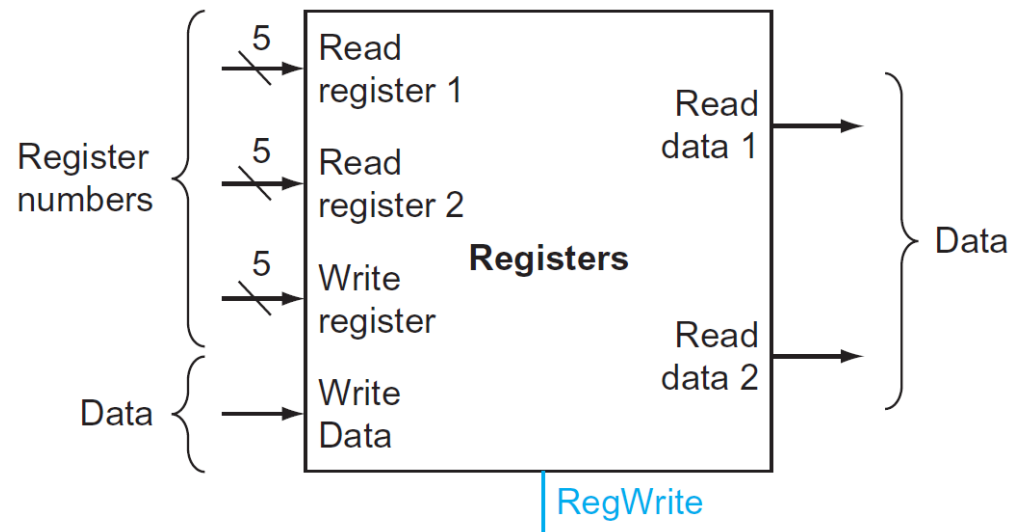 Register
numbers
5
Read
register 1
5
Read
register 2
5
Write
register
Data
Write
Data
Registers
Read
data 1
Read
data 2
Data
RegWrite